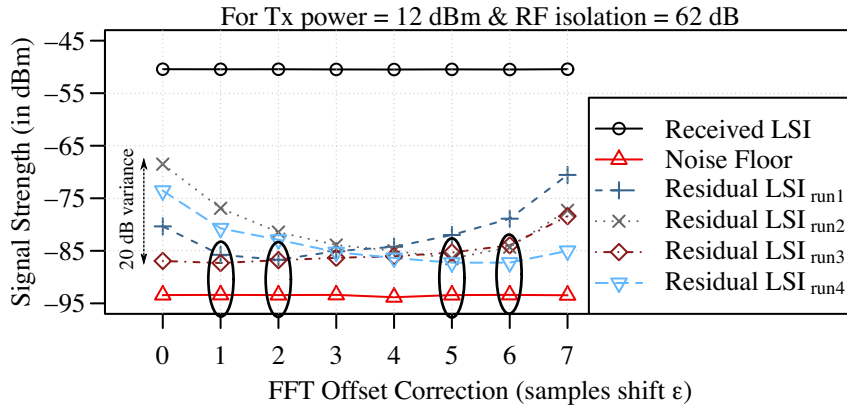 For Tx power = 12 dBm & RF isolation = 62 dB
Signal Strength (in dBm)
−45
−55
−65
−75
−85
−95
20 dB variance
Received LSI
Noise Floor
Residual LSI run1
Residual LSI run2
Residual LSI run3
Residual LSI run4
0 1 2 3 4 5 6 7
FFT Offset Correction (samples shift ε)